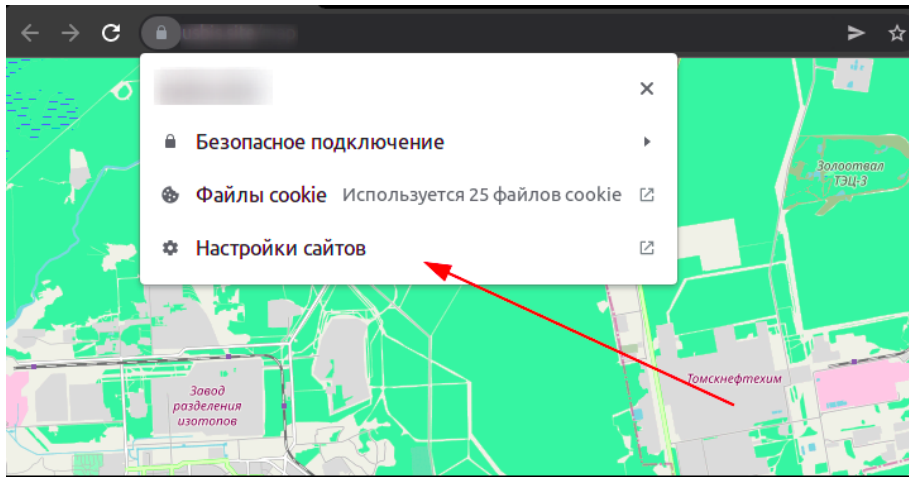 Безопасное подключение
Файлы cookie Используется 25 файлов cookie
Настройки сайтов
Золоотвал
ТЭЦ-3
Томскнефтехим
Завод
разделения
изотопов